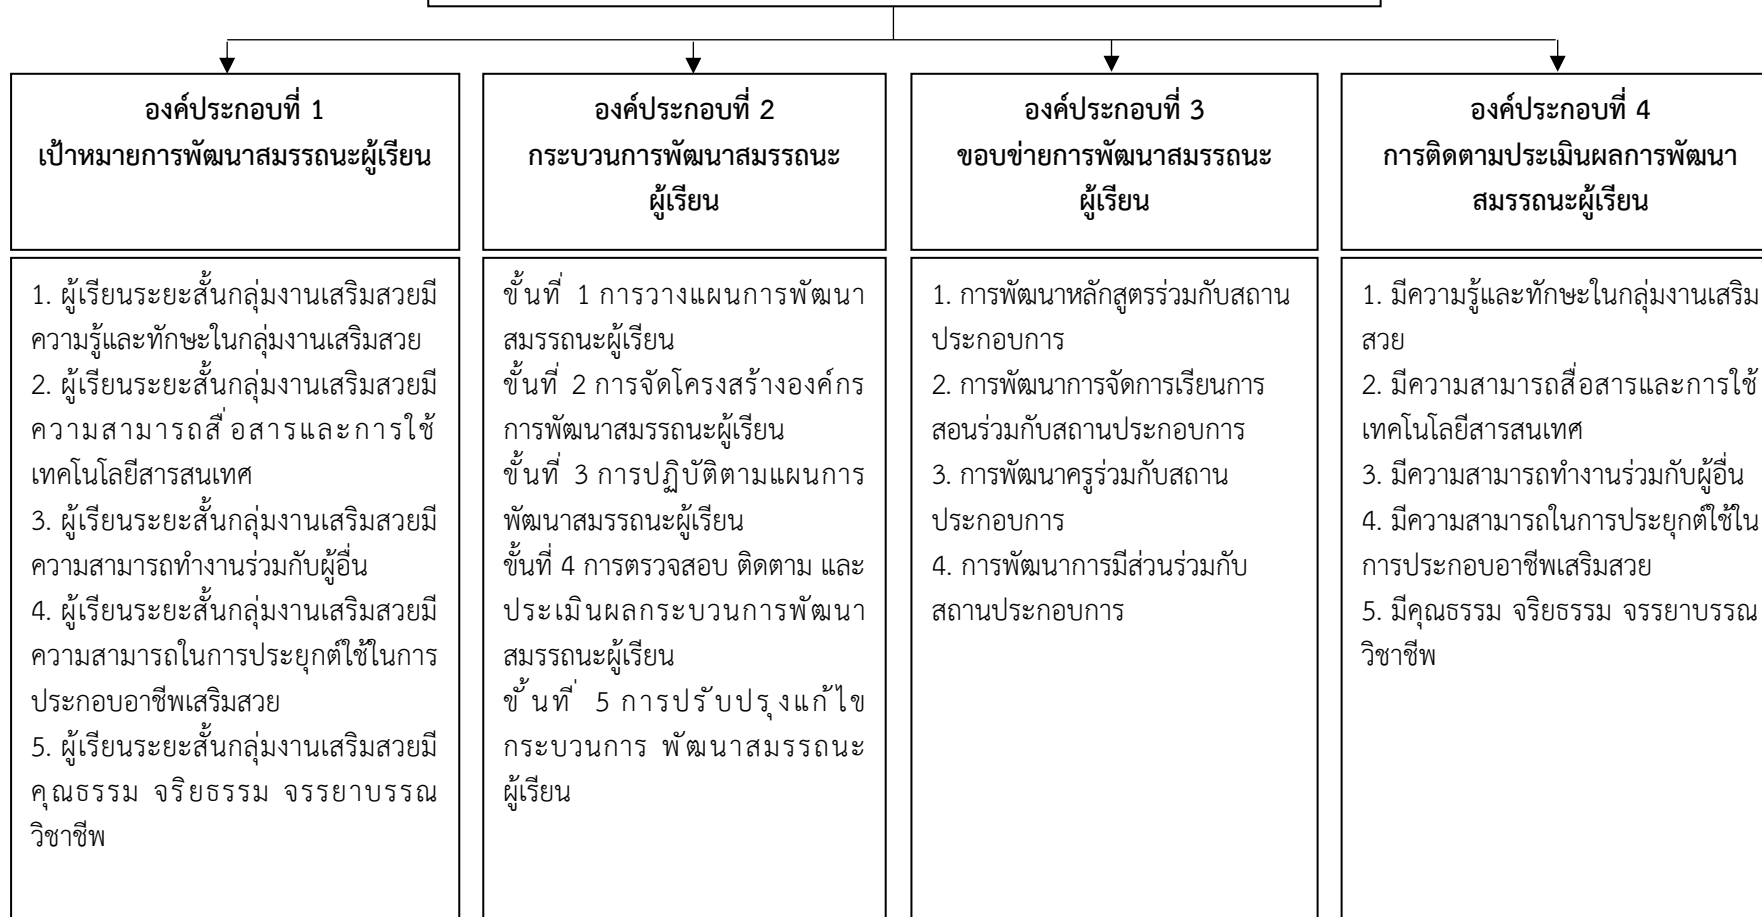 องค์ประกอบที่ 1
เป้าหมายการพัฒนาสมรรถนะผู้เรียน
องค์ประกอบที่ 2
กระบวนการพัฒนาสมรรถนะ
ผู้เรียน
องค์ประกอบที่ 3
ขอบข่ายการพัฒนาสมรรถนะ
ผู้เรียน
องค์ประกอบที่ 4
การติดตามประเมินผลการพัฒนา
สมรรถนะผู้เรียน
1. ผู้เรียนระยะสั้นกลุ่มงานเสริมสวยมี
ความรู้และทักษะในกลุ่มงานเสริมสวย
2. ผู้เรียนระยะสั้นกลุ่มงานเสริมสวยมี
ความสามารถสื่อสารและการใช้
เทคโนโลยีสารสนเทศ
3. ผู้เรียนระยะสั้นกลุ่มงานเสริมสวยมี
ความสามารถทำงานร่วมกับผู้อื่น
4. ผู้เรียนระยะสั้นกลุ่มงานเสริมสวยมี
ความสามารถในการประยุกต์ใช้ในการ
ประกอบอาชีพเสริมสวย
5. ผู้เรียนระยะสั้นกลุ่มงานเสริมสวยมี
คุณธรรม จริยธรรม จรรยาบรรณ
วิชาชีพ
ขั้นที่ 1 การวางแผนการพัฒนา
สมรรถนะผู้เรียน
ขั้นที่ 2 การจัดโครงสร้างองค์กร
การพัฒนาสมรรถนะผู้เรียน
ขั้นที่ 3 การปฏิบัติตามแผนการ
พัฒนาสมรรถนะผู้เรียน
ขั้นที่ 4 การตรวจสอบ ติดตาม และ
ประเมินผลกระบวนการพัฒนา
สมรรถนะผู้เรียน
ขั้นที่ 5 การปรับปรุงแก้ไข
กระบวนการ พัฒนาสมรรถนะ
ผู้เรียน
1. การพัฒนาหลักสูตรร่วมกับสถาน
ประกอบการ
2. การพัฒนาการจัดการเรียนการ
สอนร่วมกับสถานประกอบการ
3. การพัฒนาครูร่วมกับสถาน
ประกอบการ
4. การพัฒนาการมีส่วนร่วมกับ
สถานประกอบการ
1. มีความรู้และทักษะในกลุ่มงานเสริม
สวย
2. มีความสามารถสื่อสารและการใช้
เทคโนโลยีสารสนเทศ
3. มีความสามารถทำงานร่วมกับผู้อื่น
4. มีความสามารถในการประยุกต์ใช้ใน
การประกอบอาชีพเสริมสวย
5. มีคุณธรรม จริยธรรม จรรยาบรรณ
วิชาชีพ